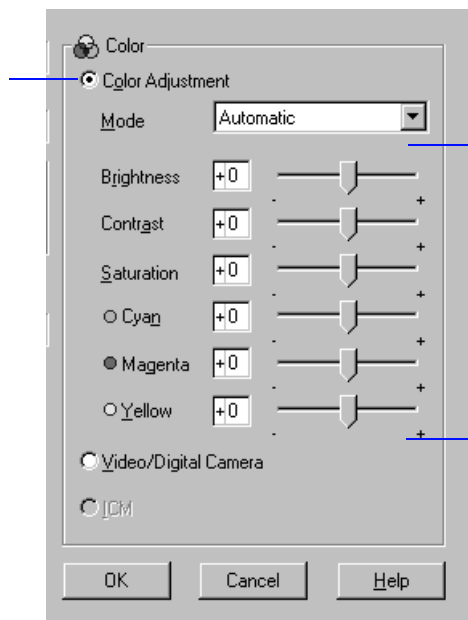 Color
Color Adjustment
Mode Automatic
Brightness +0
- +
Contrast +0
- +
Saturation +0
- +
Cyan +0
- +
Magenta +0
- +
Yellow +0
- +
Video/Digital Camera
ICM
OK Cancel Help